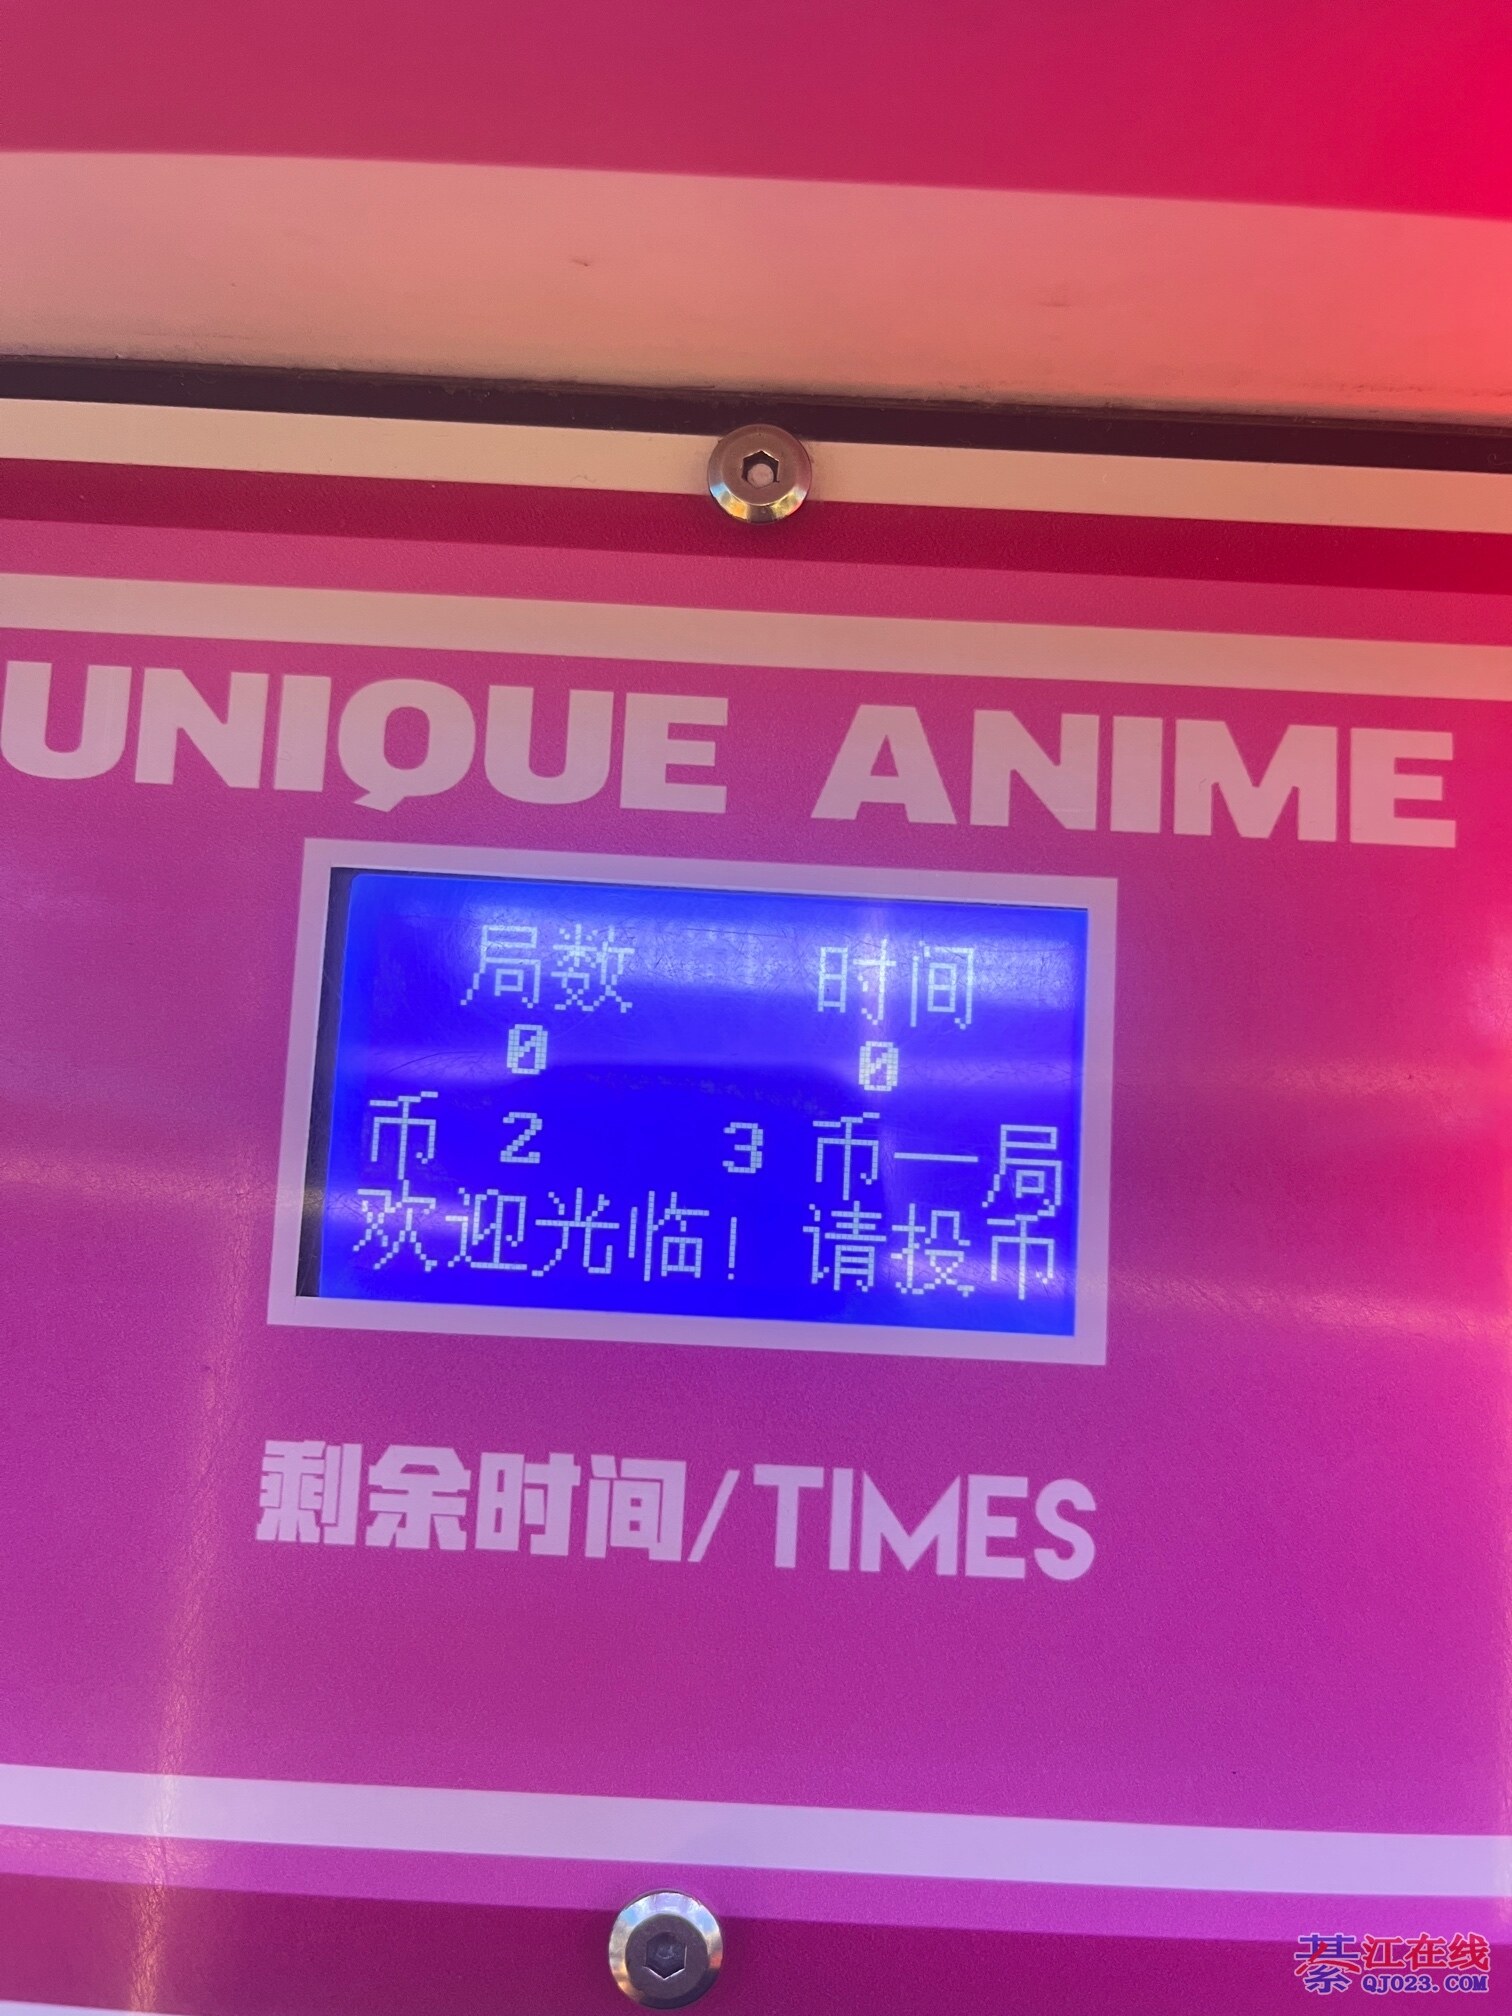 UNIQUE ANIME
局数 时间
0 0
币 2 3 币一局
欢迎光临! 请投币
剩余时间/TIMES
綦江在线
QJ023.COM